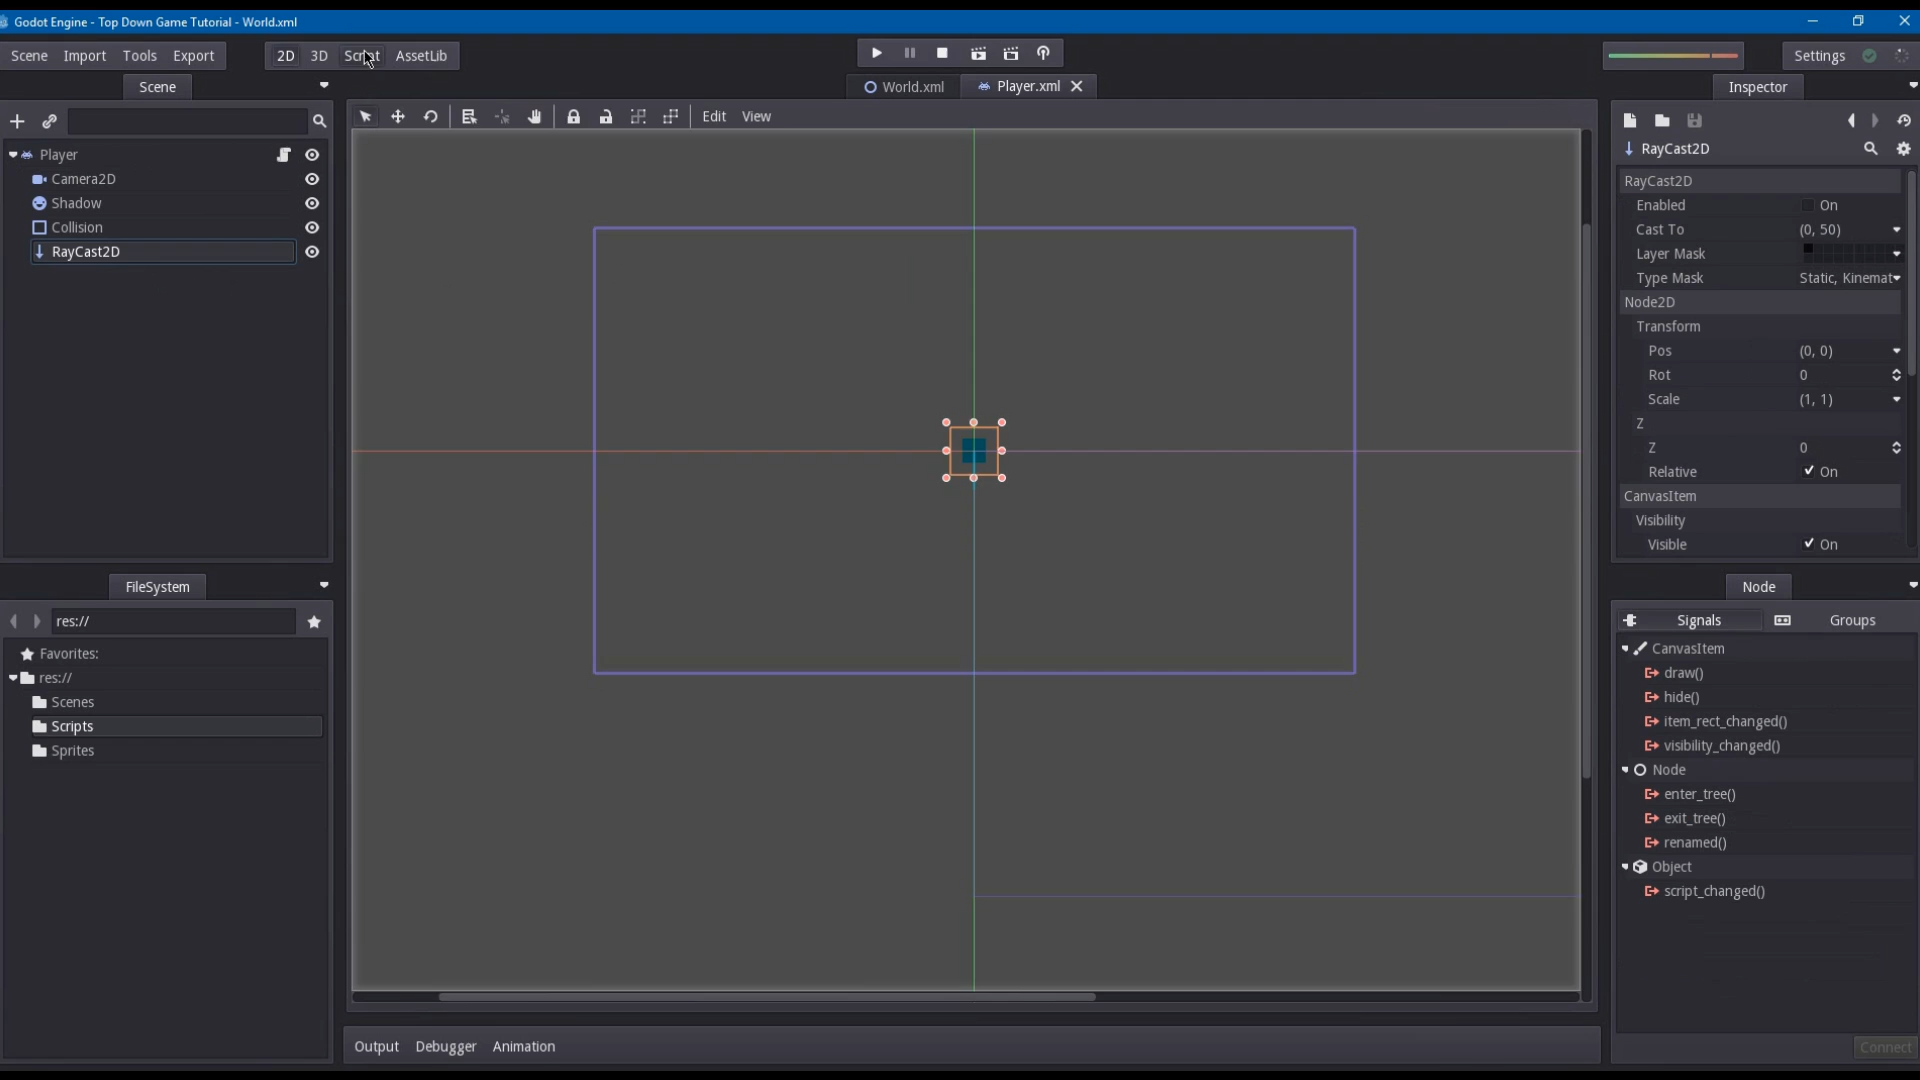 Godot Engine - Top Down Game Tutorial - World.xml
Scene Import Tools Export 2D 3D Script AssetLib Settings
Scene World.xml Player.xml Inspector
Edit View
Player
Camera2D
Shadow
Collision
RayCast2D
RayCast2D
RayCast2D
Enabled On
Cast To (0, 50)
Layer Mask
Type Mask Static, Kinemat
Node2D
Transform
Pos (0, 0)
Rot 0
Scale (1, 1)
Z
Z 0
Relative On
CanvasItem
Visibility
Visible On
FileSystem
res://
Favorites:
res://
Scenes
Scripts
Sprites
Node
Signals Groups
CanvasItem
draw()
hide()
item_rect_changed()
visibility_changed()
Node
enter_tree()
exit_tree()
renamed()
Object
script_changed()
Connect
Output Debugger Animation